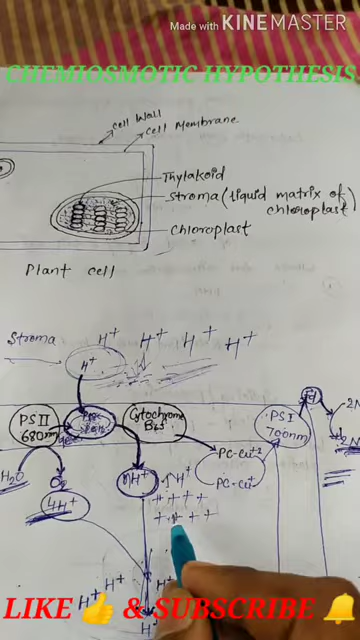 Made With KINEMASTER
CHEMIOSMOTIC HYPOTHESIS
cell wall
cell Membrane
Thylakoid
Stroma (liquid matrix of
chloroplast)
chloroplast
Plant cell
Stroma
H+ H+ H+ H+
H+
PS II
680nm
Cytochrome
PS I
700nm
PC-Cu+2
PC-Cu+
H2O
O2
4H+
H+
↑H+
++++
++++
H+ H+ H+
H+
LIKE 👍 & SUBSCRIBE 🔔